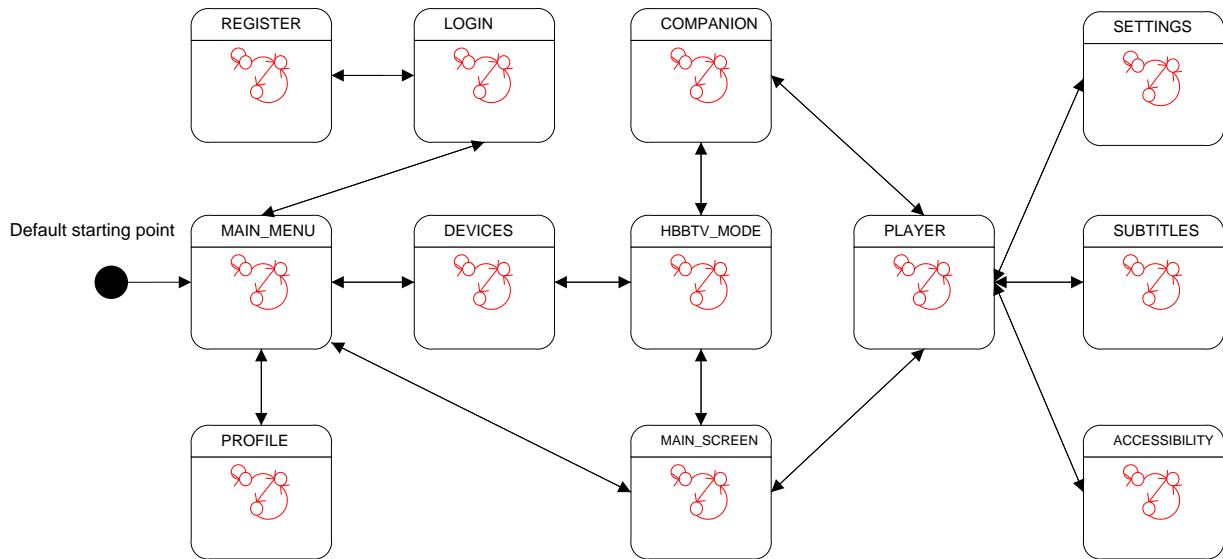 REGISTER
LOGIN
COMPANION
SETTINGS
Default starting point
MAIN_MENU
DEVICES
HBBTV_MODE
PLAYER
SUBTITLES
PROFILE
MAIN_SCREEN
ACCESSIBILITY